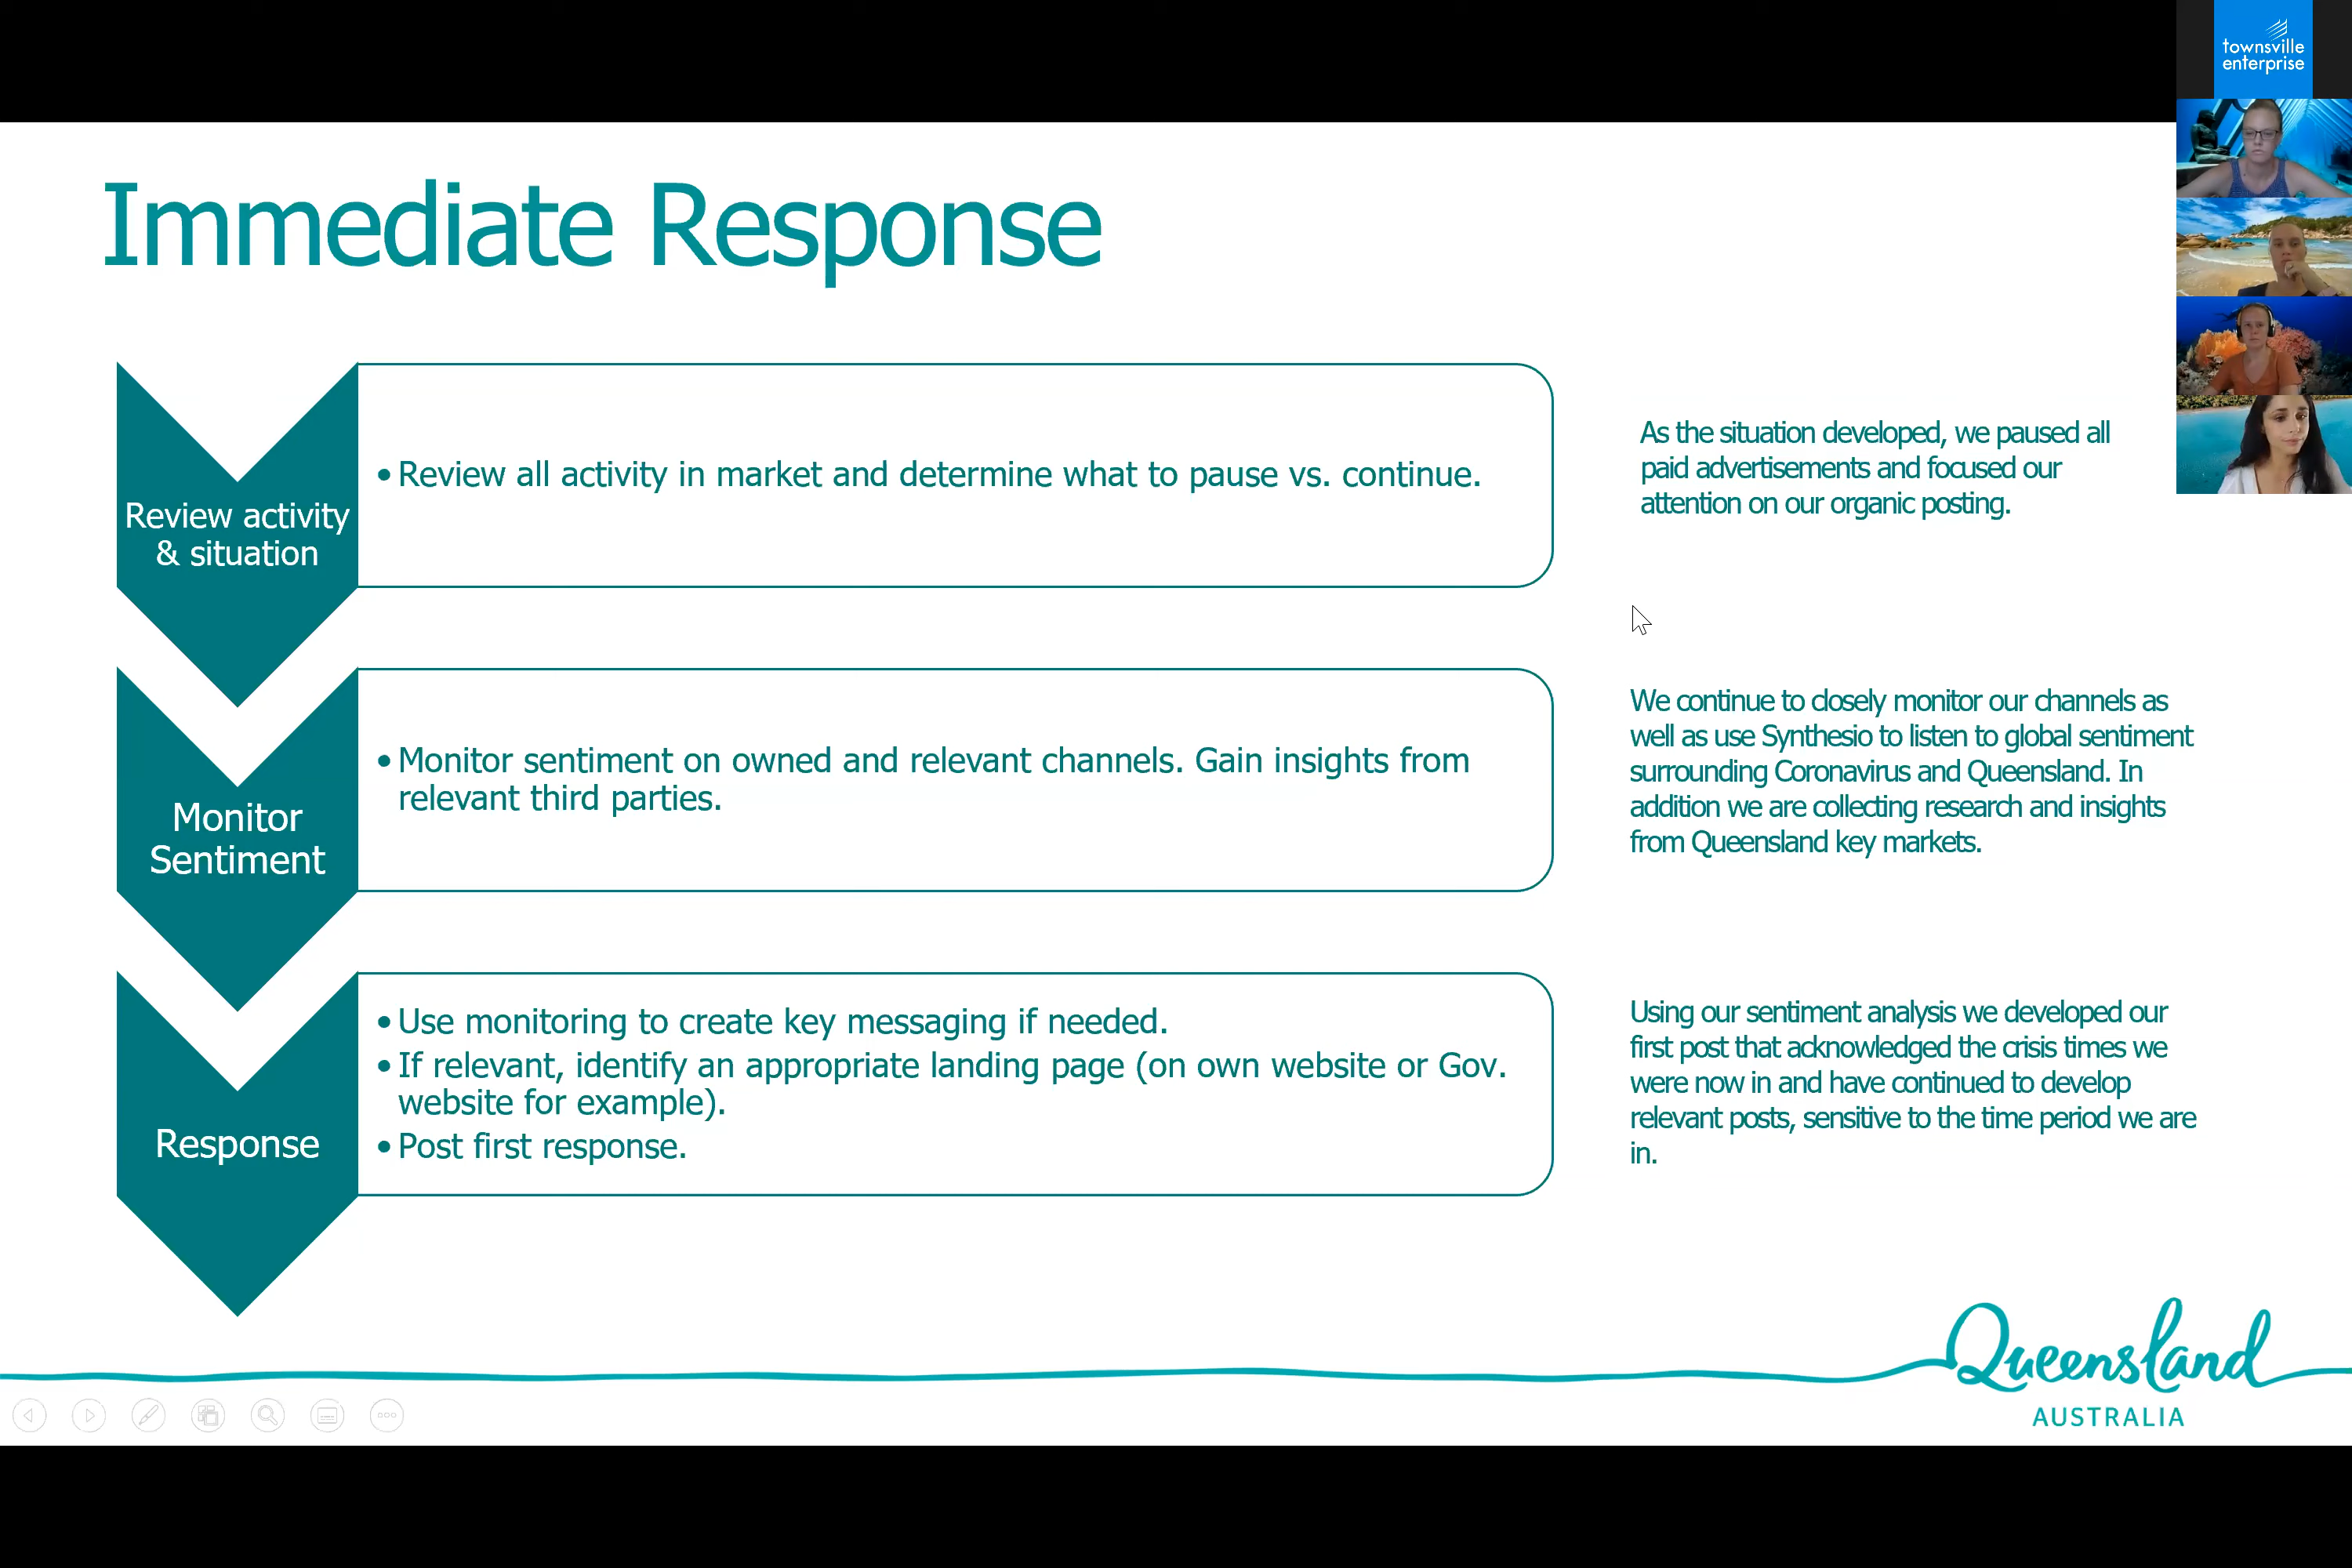 townsville
enterprise
Immediate Response
Review activity
& situation
•Review all activity in market and determine what to pause vs. continue.
As the situation developed, we paused all
paid advertisements and focused our
attention on our organic posting.
Monitor
Sentiment
•Monitor sentiment on owned and relevant channels. Gain insights from
relevant third parties.
We continue to closely monitor our channels as
well as use Synthesio to listen to global sentiment
surrounding Coronavirus and Queensland. In
addition we are collecting research and insights
from Queensland key markets.
Response
•Use monitoring to create key messaging if needed.
•If relevant, identify an appropriate landing page (on own website or Gov.
website for example).
•Post first response.
Using our sentiment analysis we developed our
first post that acknowledged the crisis times we
were now in and have continued to develop
relevant posts, sensitive to the time period we are
in.
Queensland
AUSTRALIA